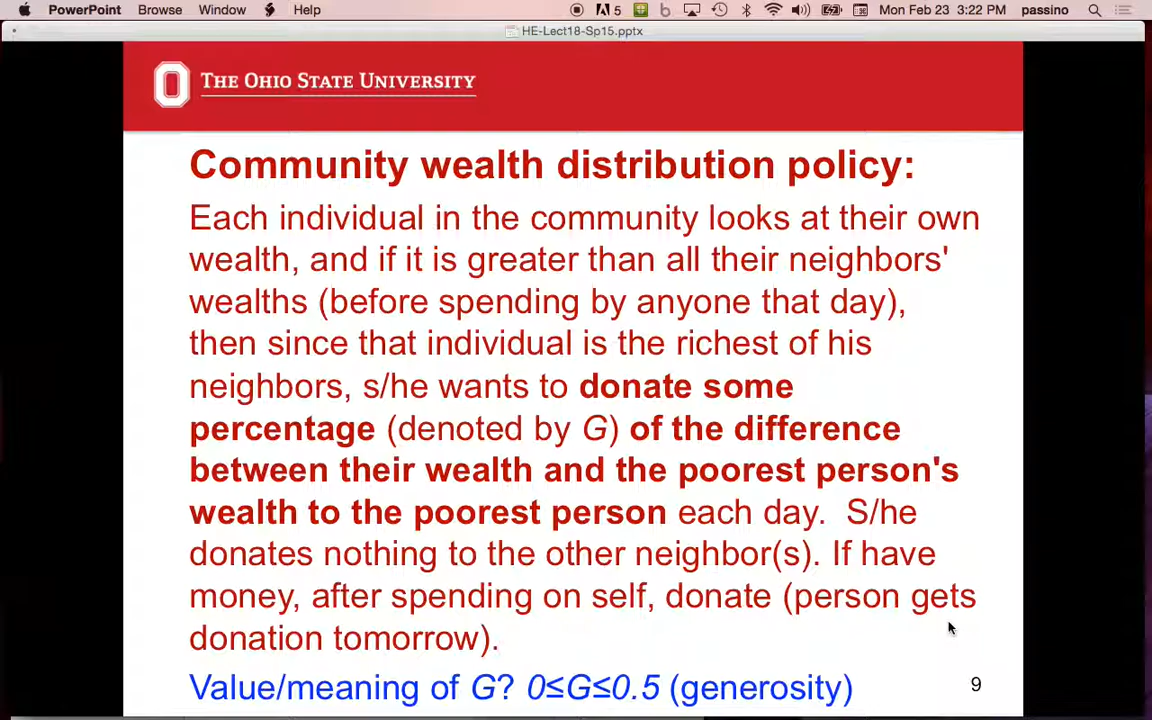 PowerPoint Browse Window Help 5 Mon Feb 23 3:22 PM passino
HE-Lect18-Sp15.pptx
THE OHIO STATE UNIVERSITY
Community wealth distribution policy:
Each individual in the community looks at their own
wealth, and if it is greater than all their neighbors'
wealths (before spending by anyone that day),
then since that individual is the richest of his
neighbors, s/he wants to donate some
percentage (denoted by G) of the difference
between their wealth and the poorest person's
wealth to the poorest person each day. S/he
donates nothing to the other neighbor(s). If have
money, after spending on self, donate (person gets
donation tomorrow).
Value/meaning of G? 0≤G≤0.5 (generosity)
9